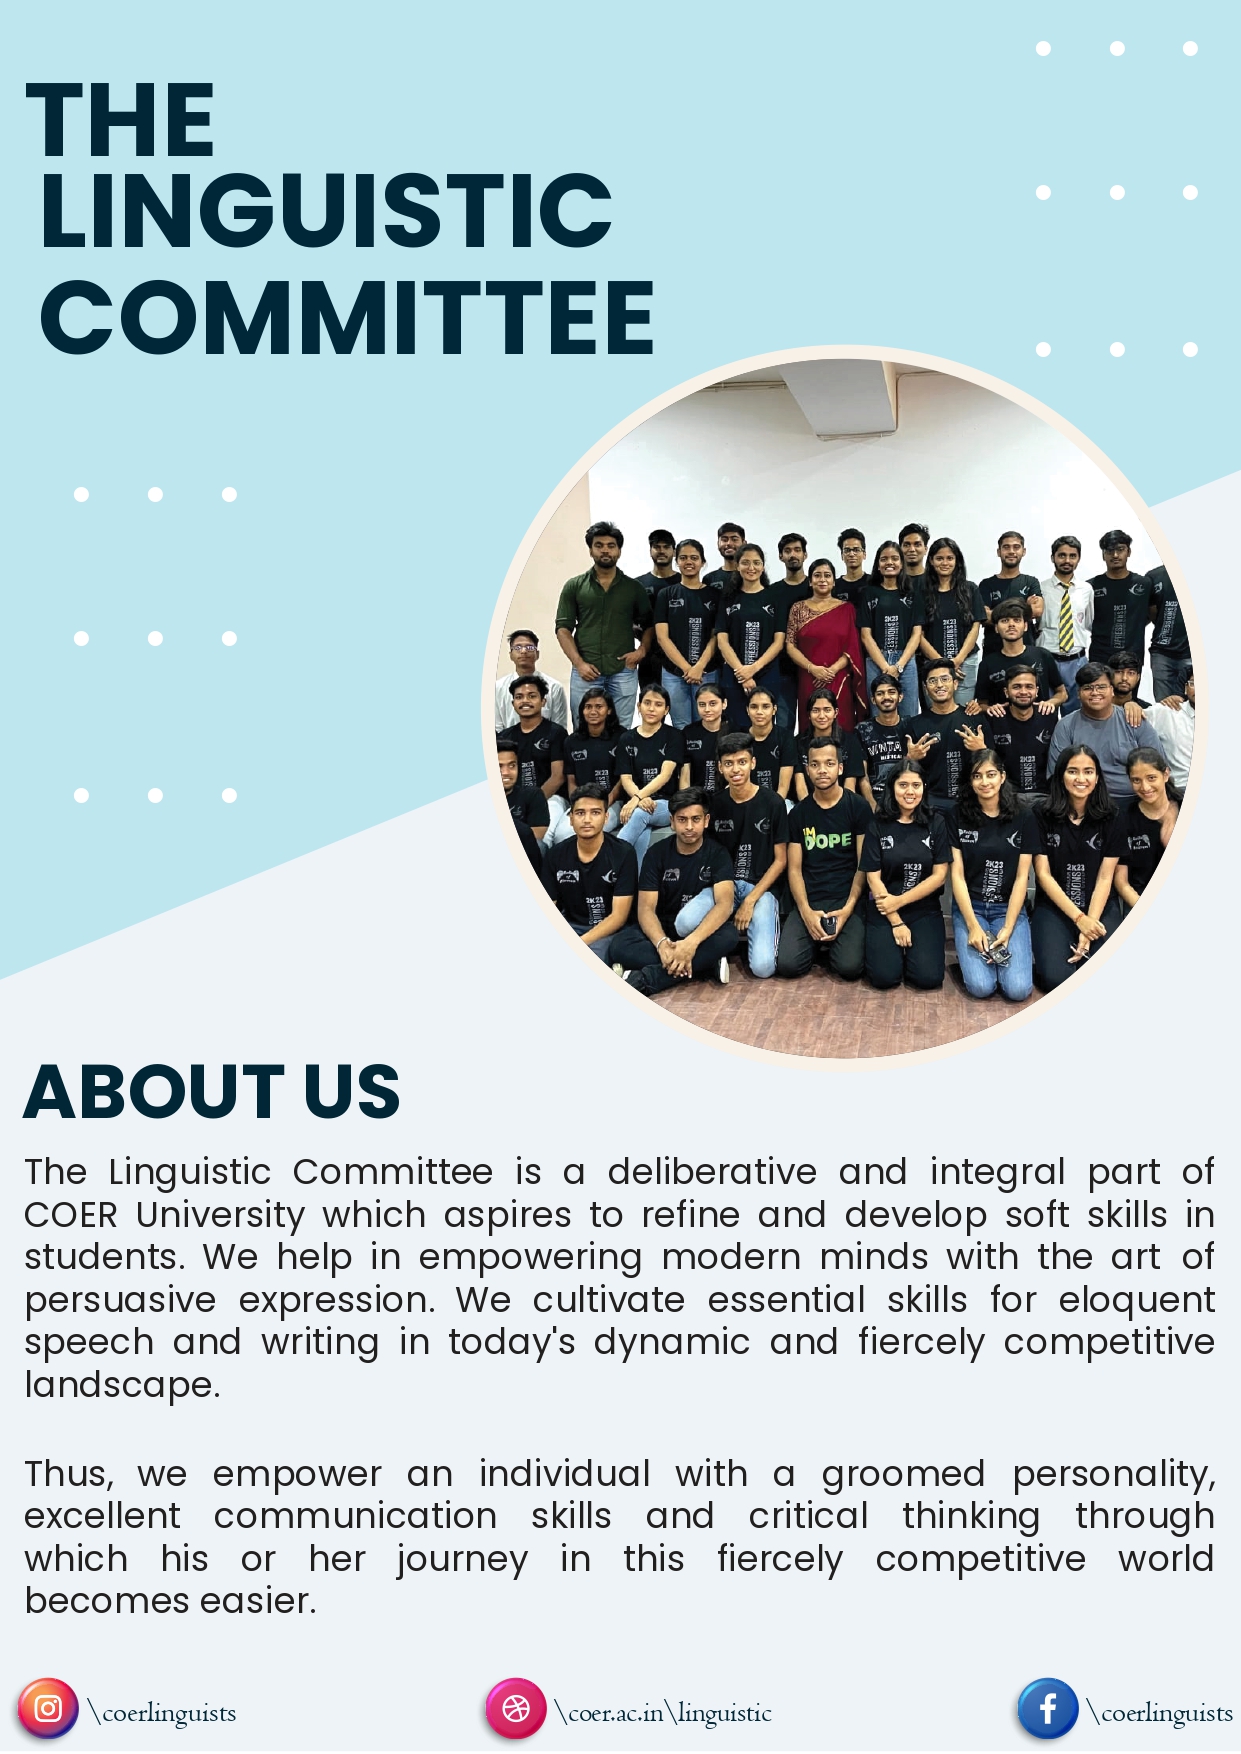 THE
LINGUISTIC
COMMITTEE
IM
DOPE
2K23
ABOUT US
The Linguistic Committee is a deliberative and integral part of
COER University which aspires to refine and develop soft skills in
students. We help in empowering modern minds with the art of
persuasive expression. We cultivate essential skills for eloquent
speech and writing in today's dynamic and fiercely competitive
landscape.
Thus, we empower an individual with a groomed personality,
excellent communication skills and critical thinking through
which his or her journey in this fiercely competitive world
becomes easier.
\coerlinguists
\coer.ac.in\linguistic
\coerlinguists